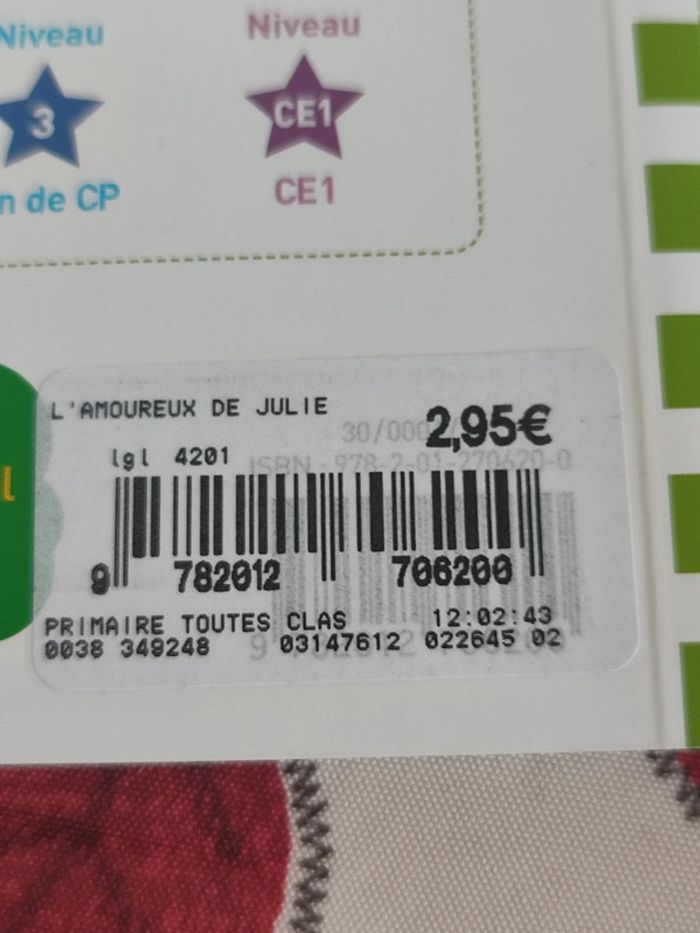 Niveau
Niveau
3
CE1
n de CP
CE1
L'AMOUREUX DE JULIE
2,95€
30/000
lgl 4201
ISBN - 978-2-01-270620-0
9 782012 706200
PRIMAIRE TOUTES CLAS 12:02:43
0038 349248 03147612 022645 02